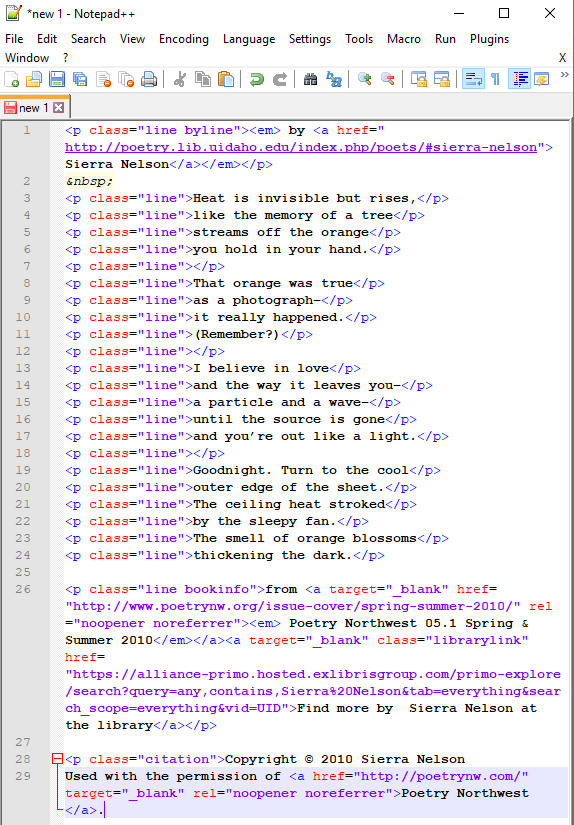 *new 1 - Notepad++
File Edit Search View Encoding Language Settings Tools Macro Run Plugins
Window ? X
new 1
1 <p class="line byline"><em> by <a href="
http://poetry.lib.uidaho.edu/index.php/poets/#sierra-nelson">
Sierra Nelson</a></em></p>
2 &nbsp;
3 <p class="line">Heat is invisible but rises,</p>
4 <p class="line">like the memory of a tree</p>
5 <p class="line">streams off the orange</p>
6 <p class="line">you hold in your hand.</p>
7 <p class="line"></p>
8 <p class="line">That orange was true</p>
9 <p class="line">as a photograph–</p>
10 <p class="line">it really happened.</p>
11 <p class="line">(Remember?)</p>
12 <p class="line"></p>
13 <p class="line">I believe in love</p>
14 <p class="line">and the way it leaves you–</p>
15 <p class="line">a particle and a wave–</p>
16 <p class="line">until the source is gone</p>
17 <p class="line">and you’re out like a light.</p>
18 <p class="line"></p>
19 <p class="line">Goodnight. Turn to the cool</p>
20 <p class="line">outer edge of the sheet.</p>
21 <p class="line">The ceiling heat stroked</p>
22 <p class="line">by the sleepy fan.</p>
23 <p class="line">The smell of orange blossoms</p>
24 <p class="line">thickening the dark.</p>
25
26 <p class="line bookinfo">from <a target="_blank" href=
"http://www.poetrynw.org/issue-cover/spring-summer-2010/" rel
="noopener noreferrer"><em> Poetry Northwest 05.1 Spring &
Summer 2010</em></a><a target="_blank" class="librarylink"
href=
"https://alliance-primo.hosted.exlibrisgroup.com/primo-explore
/search?query=any,contains,Sierra%20Nelson&tab=everything&sear
ch_scope=everything&vid=UID">Find more by  Sierra Nelson at
the library</a></p>
27
28 <p class="citation">Copyright © 2010 Sierra Nelson
29 Used with the permission of <a href="http://poetrynw.com/"
target="_blank" rel="noopener noreferrer">Poetry Northwest
</a>.